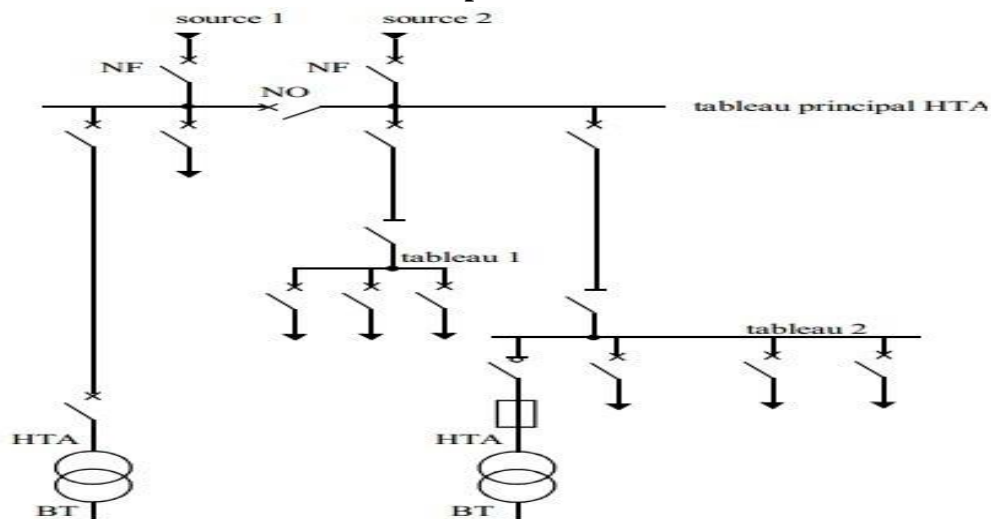 source 1
source 2
NF
NF
NO
tableau principal HTA
tableau 1
tableau 2
HTA
HTA
BT
BT